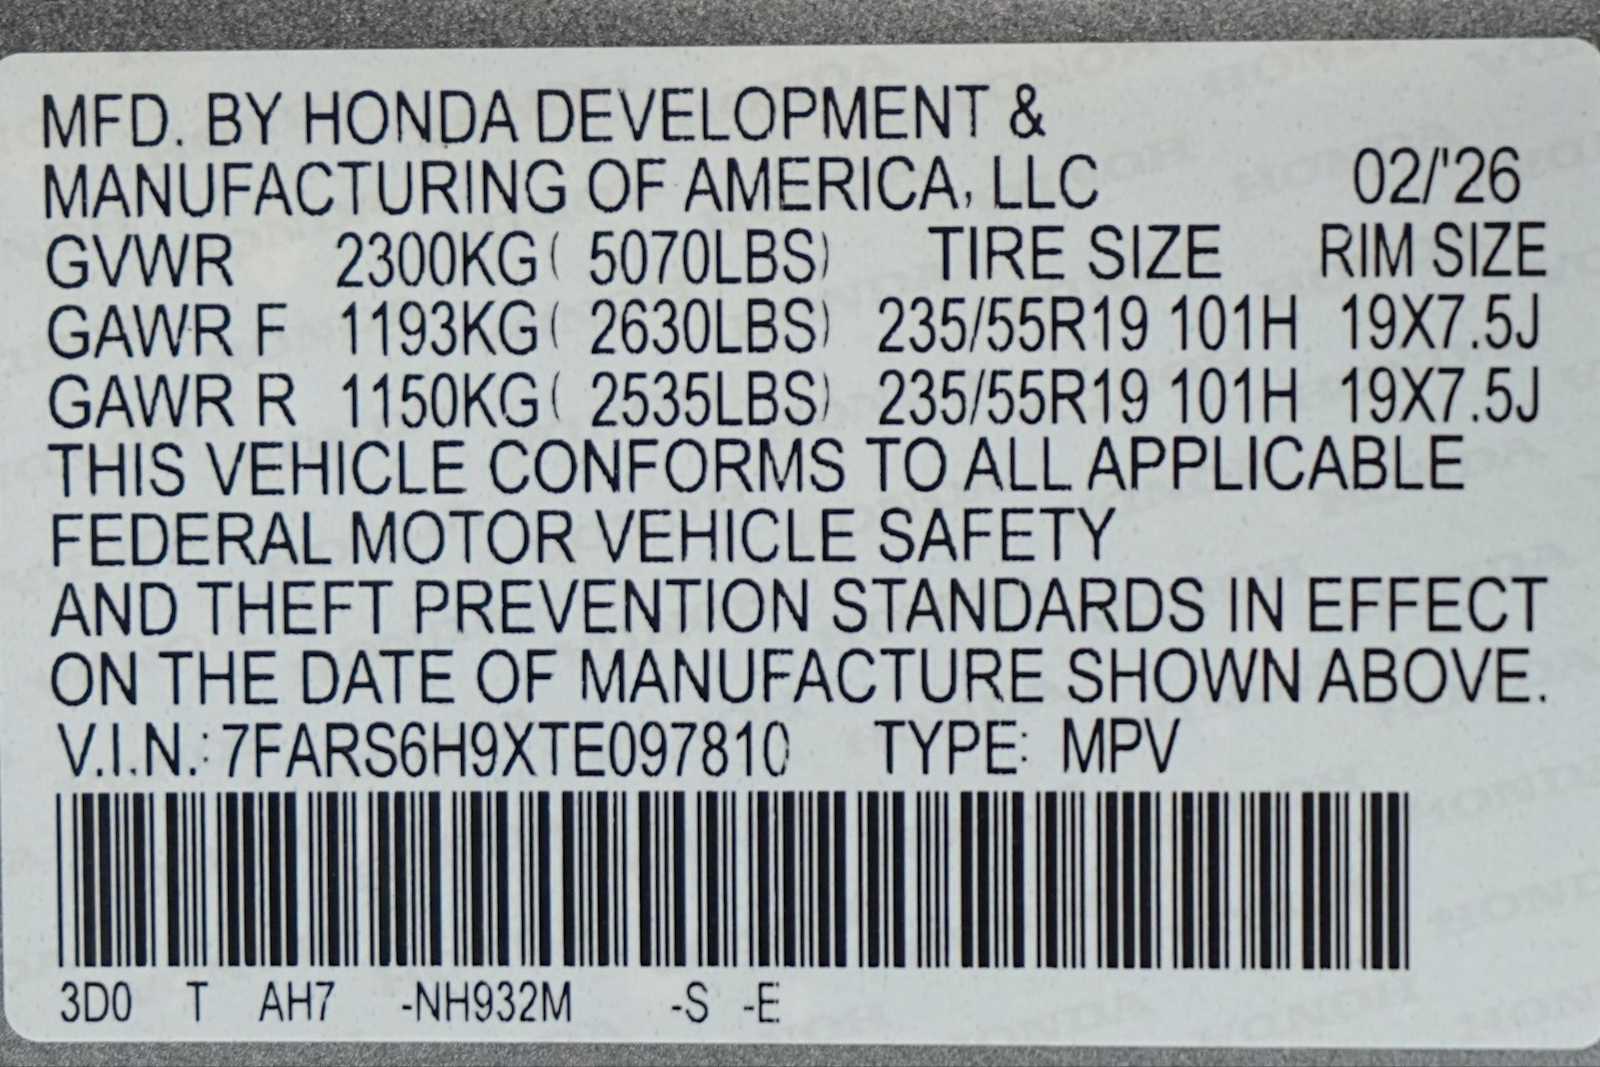 MFD. BY HONDA DEVELOPMENT &
MANUFACTURING OF AMERICA, LLC 02/'26
GVWR 2300KG( 5070LBS) TIRE SIZE RIM SIZE
GAWR F 1193KG( 2630LBS) 235/55R19 101H 19X7.5J
GAWR R 1150KG( 2535LBS) 235/55R19 101H 19X7.5J
THIS VEHICLE CONFORMS TO ALL APPLICABLE
FEDERAL MOTOR VEHICLE SAFETY
AND THEFT PREVENTION STANDARDS IN EFFECT
ON THE DATE OF MANUFACTURE SHOWN ABOVE.
V.I.N.: 7FARS6H9XTE097810 TYPE: MPV
3D0 T AH7 -NH932M -S -E